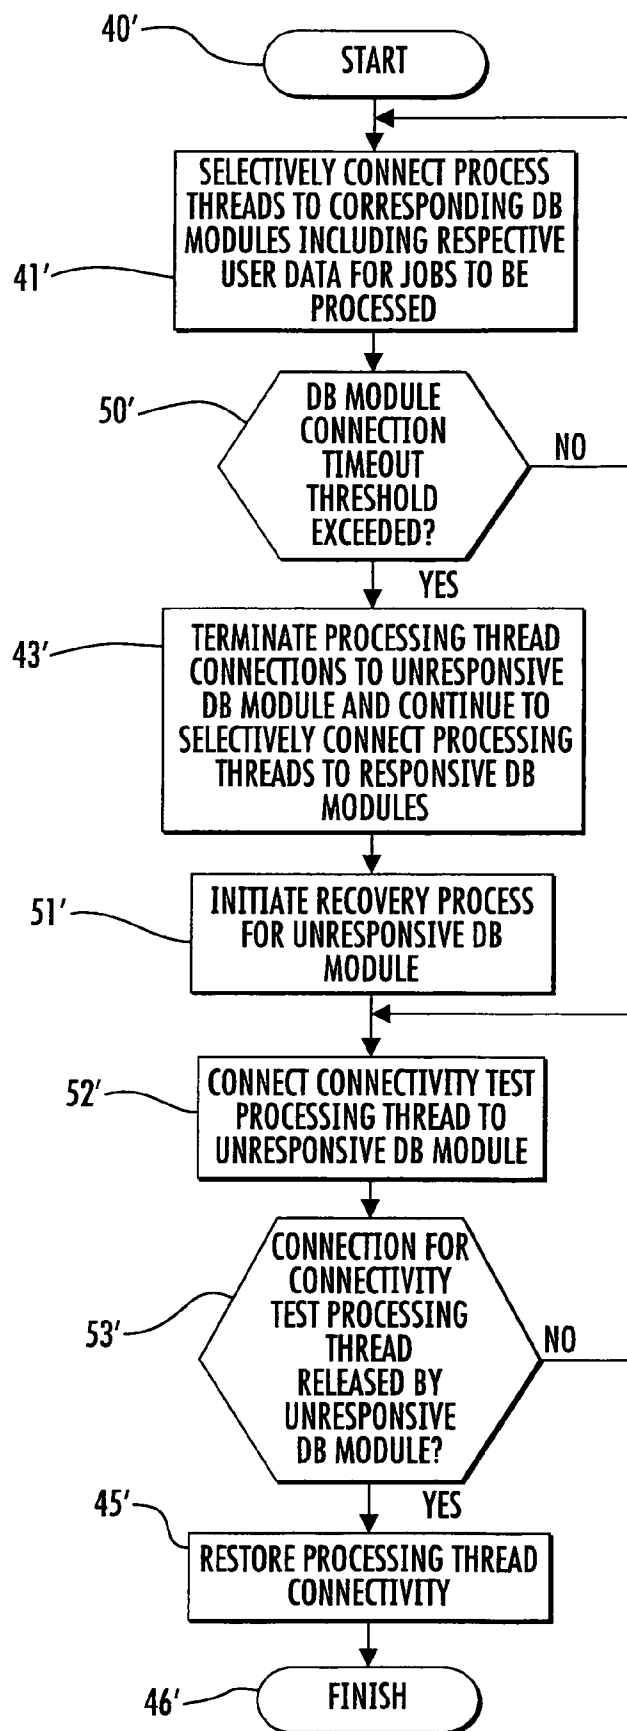 40'
START
SELECTIVELY CONNECT PROCESS
THREADS TO CORRESPONDING DB
MODULES INCLUDING RESPECTIVE
USER DATA FOR JOBS TO BE
PROCESSED
41'
50'
DB MODULE
CONNECTION
TIMEOUT
THRESHOLD
EXCEEDED?
NO
YES
43'
TERMINATE PROCESSING THREAD
CONNECTIONS TO UNRESPONSIVE
DB MODULE AND CONTINUE TO
SELECTIVELY CONNECT PROCESSING
THREADS TO RESPONSIVE DB
MODULES
51'
INITIATE RECOVERY PROCESS
FOR UNRESPONSIVE DB
MODULE
52'
CONNECT CONNECTIVITY TEST
PROCESSING THREAD TO
UNRESPONSIVE DB MODULE
53'
CONNECTION FOR
CONNECTIVITY
TEST PROCESSING
THREAD
RELEASED BY
UNRESPONSIVE
DB MODULE?
NO
YES
45'
RESTORE PROCESSING THREAD
CONNECTIVITY
46'
FINISH